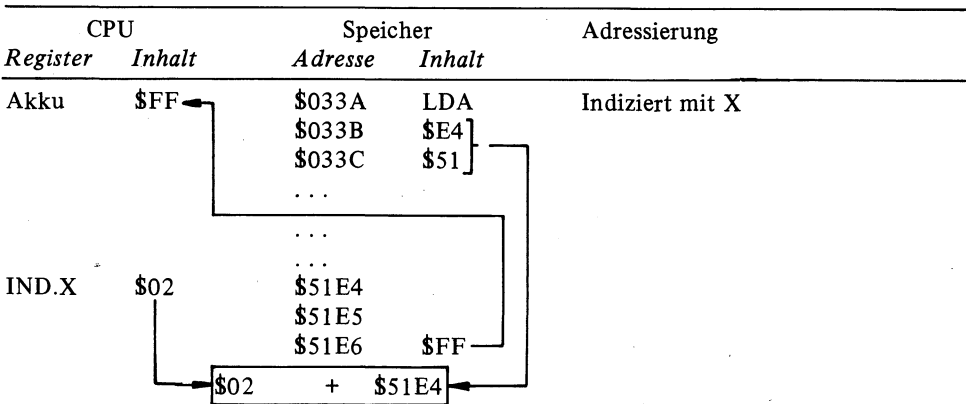 CPU Speicher Adressierung
Register Inhalt Adresse Inhalt
Akku $FF $033A LDA Indiziert mit X
$033B $E4
$033C $51
. . .
. . .
. . .
IND.X $02 $51E4
$51E5
$51E6 $FF
$02 + $51E4